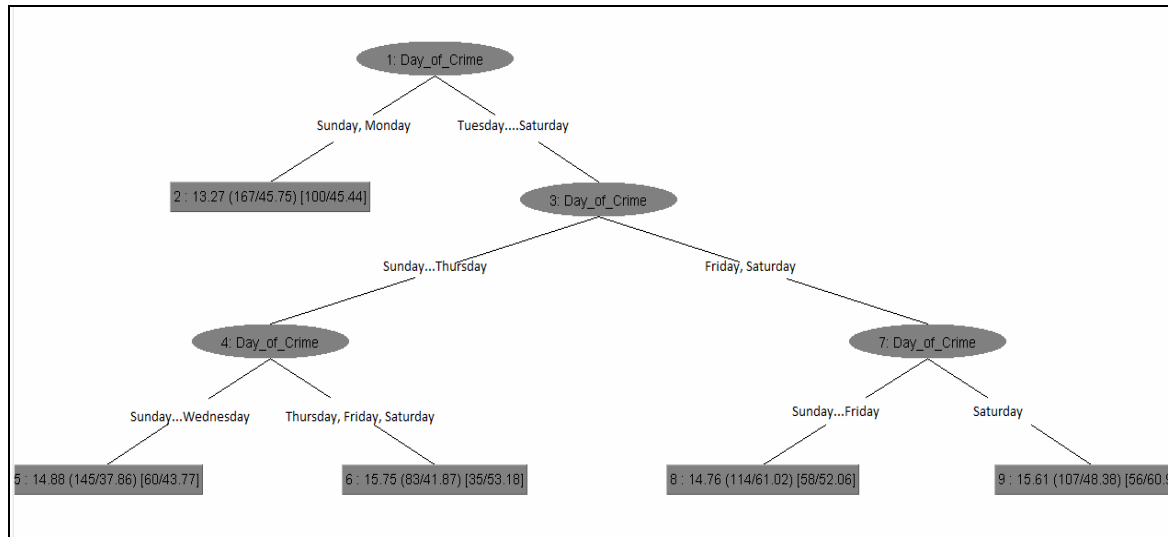 1: Day_of_Crime
Sunday, Monday
Tuesday....Saturday
2 : 13.27 (167/45.75) [100/45.44]
3: Day_of_Crime
Sunday...Thursday
Friday, Saturday
4: Day_of_Crime
7: Day_of_Crime
Sunday...Wednesday
Thursday, Friday, Saturday
Sunday...Friday
Saturday
5 : 14.88 (145/37.86) [60/43.77]
6 : 15.75 (83/41.87) [35/53.18]
8 : 14.76 (114/61.02) [58/52.06]
9 : 15.61 (107/48.38)